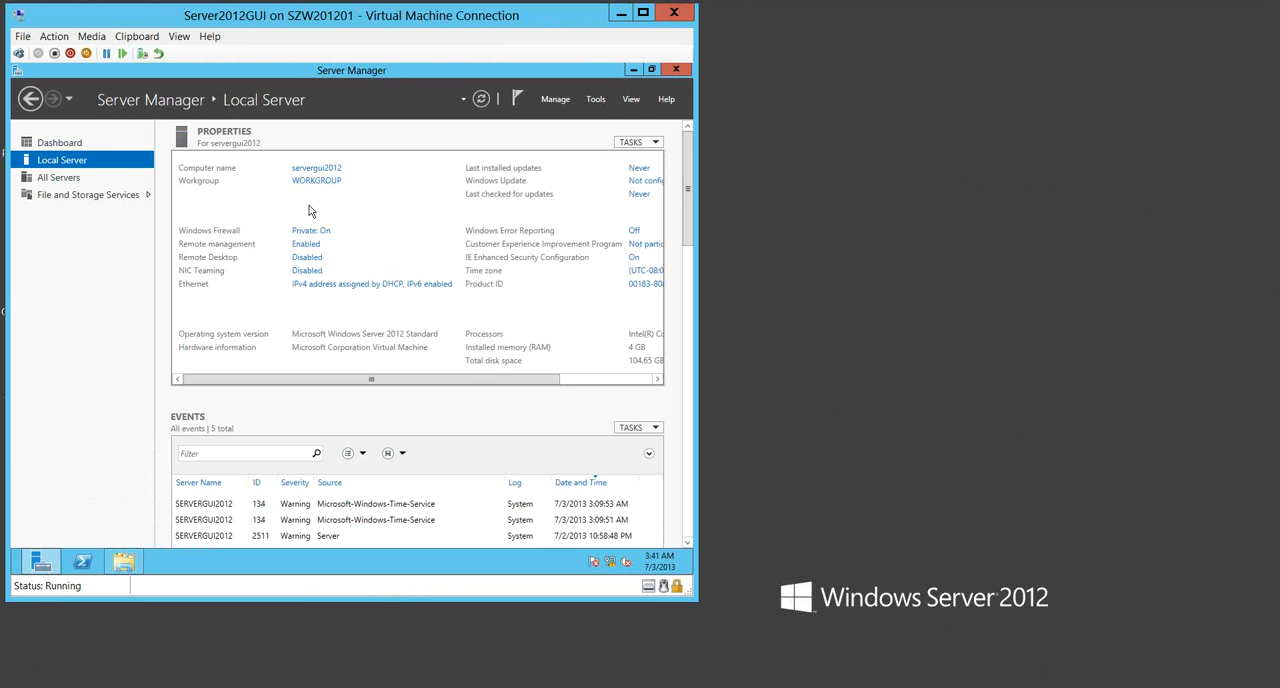 Server2012GUI on SZW201201 - Virtual Machine Connection
File Action Media Clipboard View Help
Server Manager
Server Manager Local Server
Manage Tools View Help
Dashboard
Local Server
All Servers
File and Storage Services
PROPERTIES
For servergui2012
TASKS
Computer name servergui2012 Last installed updates Never
Workgroup WORKGROUP Windows Update Not config
Last checked for updates Never
Windows Firewall Private: On Windows Error Reporting Off
Remote management Enabled Customer Experience Improvement Program Not partic
Remote Desktop Disabled IE Enhanced Security Configuration On
NIC Teaming Disabled Time zone (UTC-08:0
Ethernet IPv4 address assigned by DHCP, IPv6 enabled Product ID 00183-80
Operating system version Microsoft Windows Server 2012 Standard Processors Intel(R) Co
Hardware information Microsoft Corporation Virtual Machine Installed memory (RAM) 4 GB
Total disk space 104.65 GB
EVENTS
All events | 5 total
TASKS
Filter
Server Name ID Severity Source Log Date and Time
SERVERGUI2012 134 Warning Microsoft-Windows-Time-Service System 7/3/2013 3:09:53 AM
SERVERGUI2012 134 Warning Microsoft-Windows-Time-Service System 7/3/2013 3:09:51 AM
SERVERGUI2012 2511 Warning Server System 7/2/2013 10:58:48 PM
3:41 AM
7/3/2013
Status: Running
Windows Server 2012